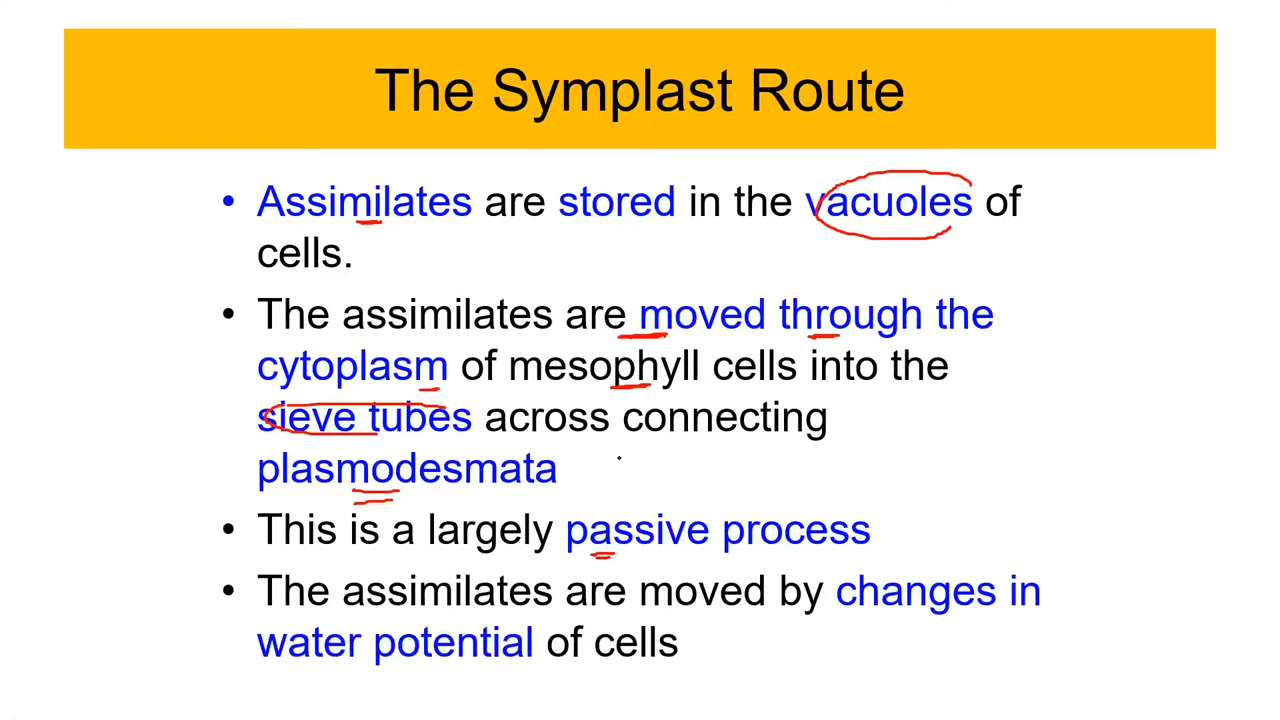 The Symplast Route
• Assimilates are stored in the vacuoles of
cells.
• The assimilates are moved through the
cytoplasm of mesophyll cells into the
sieve tubes across connecting
plasmodesmata
• This is a largely passive process
• The assimilates are moved by changes in
water potential of cells